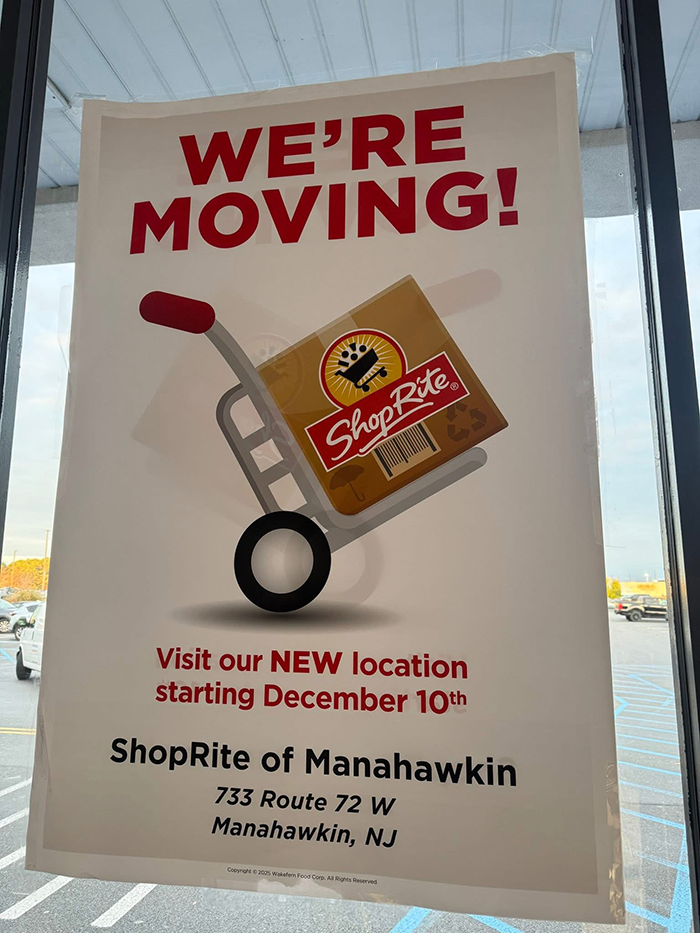 WE'RE
MOVING!
ShopRite®
Visit our NEW location
starting December 10th
ShopRite of Manahawkin
733 Route 72 W
Manahawkin, NJ
Copyright © 2025 Wakefern Food Corp. All Rights Reserved.